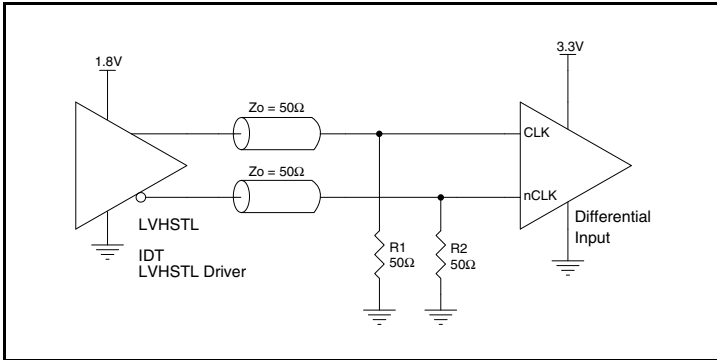 1.8V
3.3V
Zo = 50Ω
CLK
Zo = 50Ω
nCLK
LVHSTL
IDT
LVHSTL Driver
R1
50Ω
R2
50Ω
Differential
Input